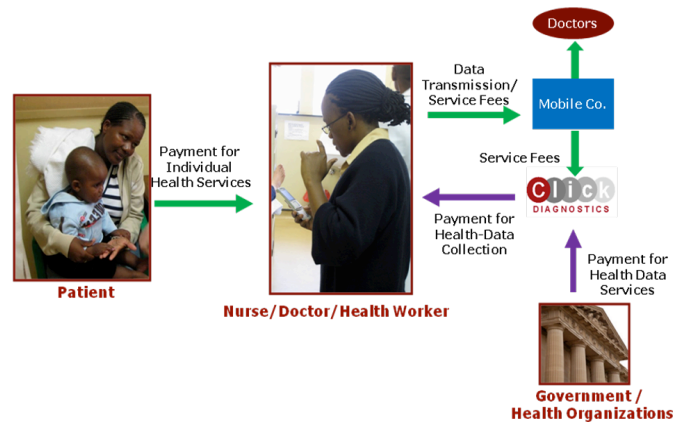 Doctors
Data
Transmission/
Service Fees
Mobile Co.
Payment for
Individual
Health Services
Service Fees
Click
DIAGNOSTICS
Payment for
Health-Data
Collection
Payment for
Health Data
Services
Patient
Nurse/Doctor/Health Worker
Government /
Health Organizations